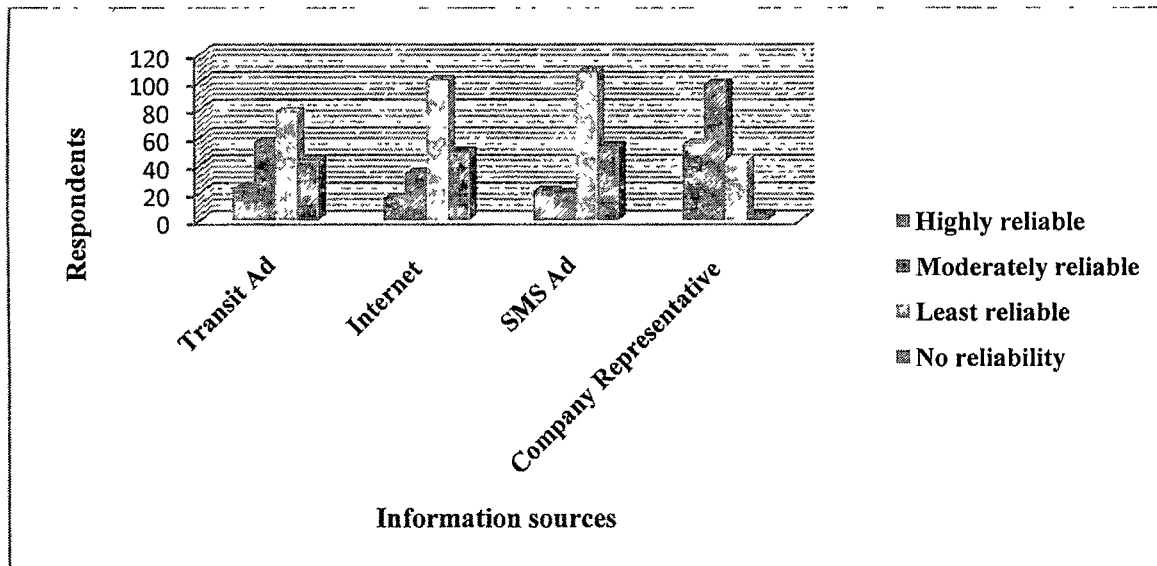 120
100
80
60
40
20
0
Respondents
Transit Ad
Internet
SMS Ad
Company Representative
Information sources
Highly reliable
Moderately reliable
Least reliable
No reliability